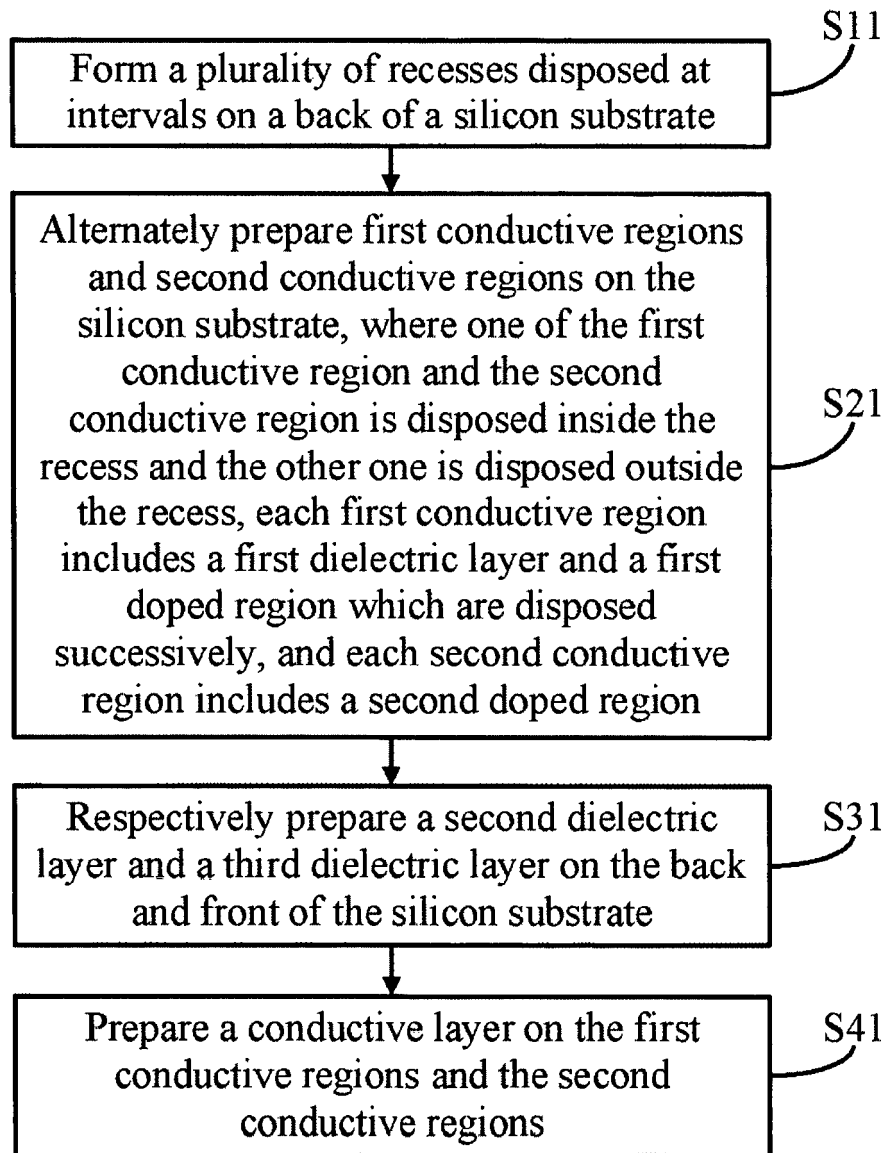 S11
Form a plurality of recesses disposed at
intervals on a back of a silicon substrate
Alternately prepare first conductive regions
and second conductive regions on the
silicon substrate, where one of the first
conductive region and the second
conductive region is disposed inside the
recess and the other one is disposed outside
the recess, each first conductive region
includes a first dielectric layer and a first
doped region which are disposed
successively, and each second conductive
region includes a second doped region
S21
Respectively prepare a second dielectric
layer and a third dielectric layer on the back
and front of the silicon substrate
S31
Prepare a conductive layer on the first
conductive regions and the second
conductive regions
S41